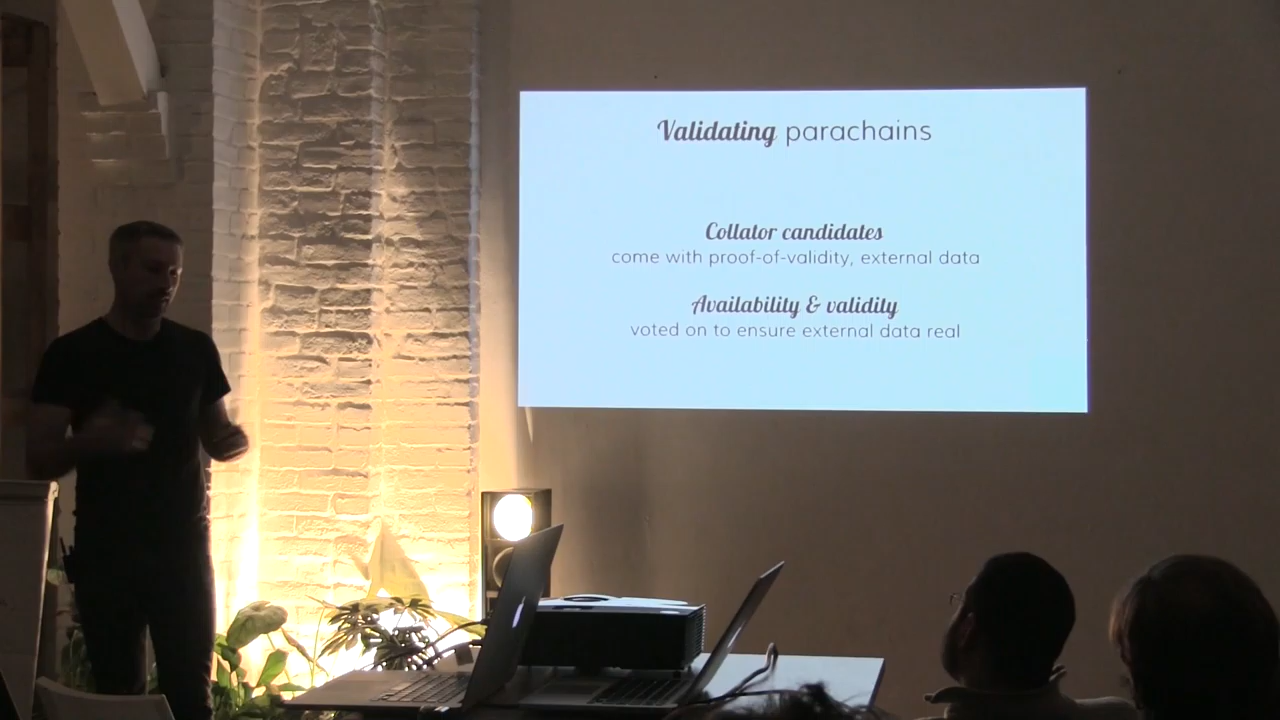 Validating parachains
Collator candidates
come with proof-of-validity, external data
Availability & validity
voted on to ensure external data real